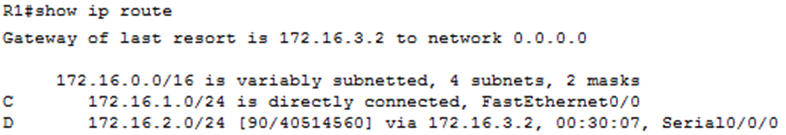 R1#show ip route
Gateway of last resort is 172.16.3.2 to network 0.0.0.0
172.16.0.0/16 is variably subnetted, 4 subnets, 2 masks
C 172.16.1.0/24 is directly connected, FastEthernet0/0
D 172.16.2.0/24 [90/40514560] via 172.16.3.2, 00:30:07, Serial0/0/0